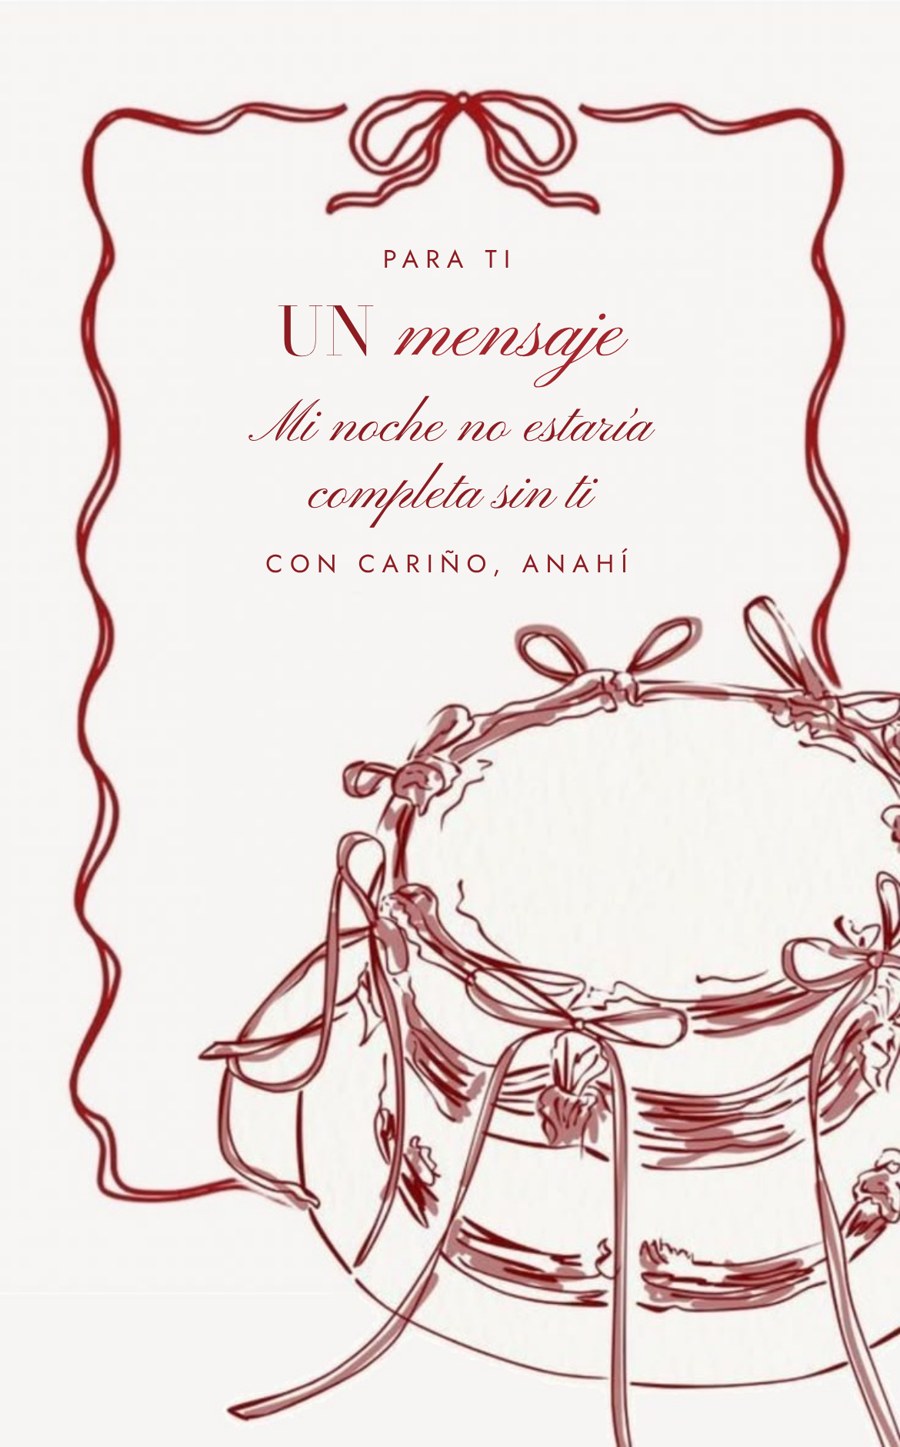 PARA TI
UN mensaje
Mi noche no estaría
completa sin ti
CON CARIÑO, ANAHÍ